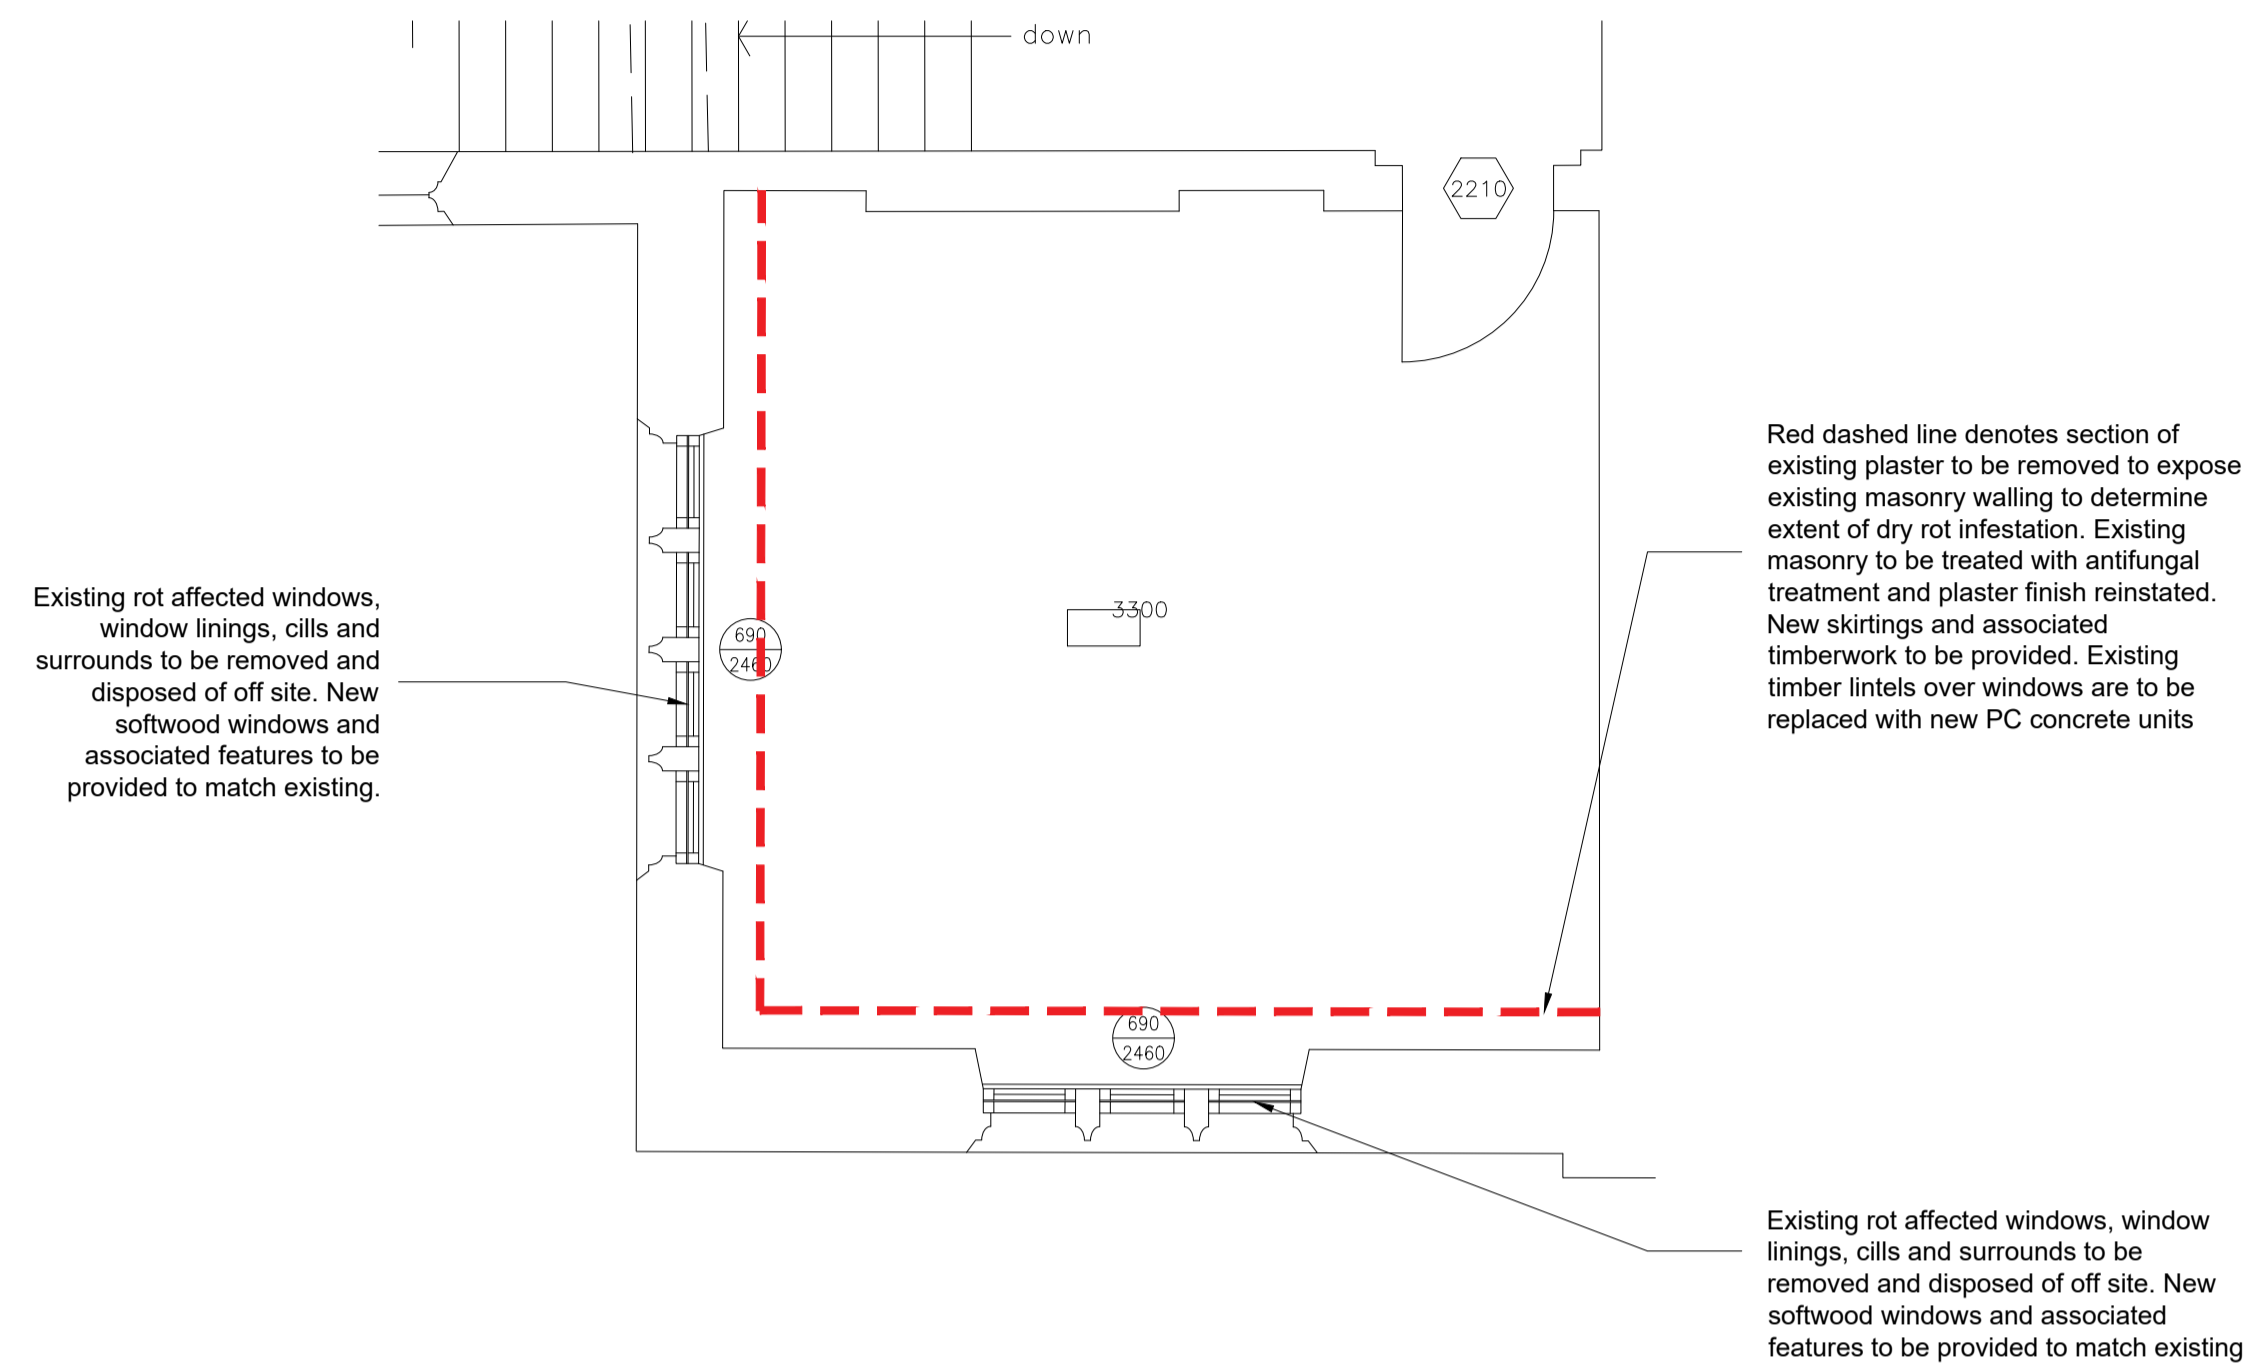 down
2210
Red dashed line denotes section of
existing plaster to be removed to expose
existing masonry walling to determine
extent of dry rot infestation. Existing
masonry to be treated with antifungal
treatment and plaster finish reinstated.
New skirtings and associated
timberwork to be provided. Existing
timber lintels over windows are to be
replaced with new PC concrete units
Existing rot affected windows,
window linings, cills and
surrounds to be removed and
disposed of off site. New
softwood windows and
associated features to be
provided to match existing.
3300
690
2460
690
2460
Existing rot affected windows, window
linings, cills and surrounds to be
removed and disposed of off site. New
softwood windows and associated
features to be provided to match existing